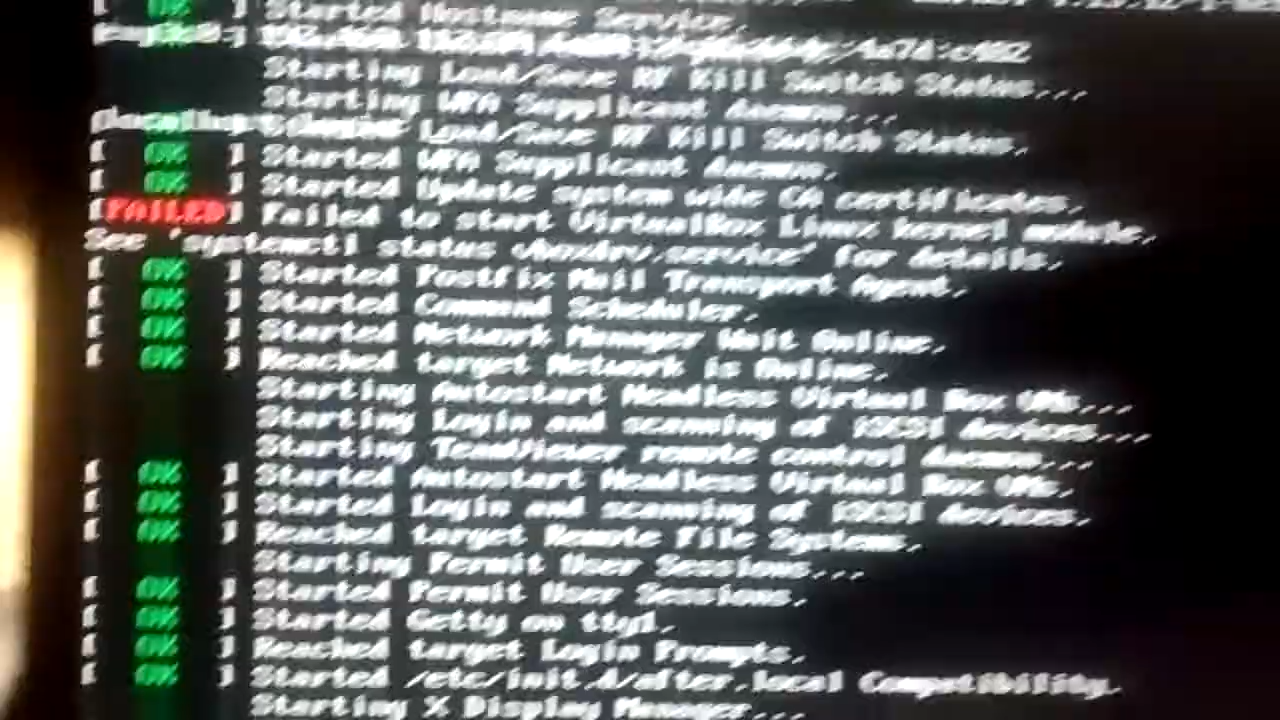 [ OK ] Started Hostname Service.
Starting Load/Save RF Kill Switch Status...
Starting WPA Supplicant daemon...
Load/Save RF Kill Switch Status.
[ OK ] Started WPA Supplicant daemon.
[ OK ] Started Update system wide CA certificates.
[FAILED] Failed to start VirtualBox Linux kernel module.
See 'systemctl status vboxdrv.service' for details.
[ OK ] Started Postfix Mail Transport Agent.
[ OK ] Started Command Scheduler.
[ OK ] Started Network Manager Wait Online.
[ OK ] Reached target Network is Online.
Starting Autostart Headless Virtual Box VMs...
Starting Login and scanning of iSCSI devices...
Starting TeamViewer remote control daemon...
[ OK ] Started Autostart Headless Virtual Box VMs.
[ OK ] Started Login and scanning of iSCSI devices.
[ OK ] Reached target Remote File Systems.
Starting Permit User Sessions...
[ OK ] Started Permit User Sessions.
[ OK ] Started Getty on tty1.
[ OK ] Reached target Login Prompts.
[ OK ] Started /etc/init.d/after.local Compatibility.
Starting X Display Manager...